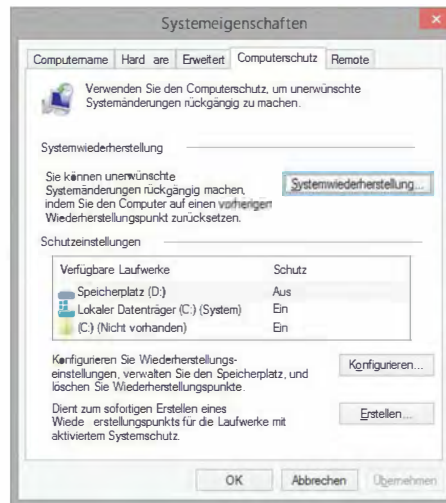 Systemeigenschaften
Computername Hard are Erweitert Computerschutz Remote
Verwenden Sie den Computerschutz, um unerwünschte
Systemänderungen rückgängig zu machen.
Systemwiederherstellung
Sie können unerwünschte
Systemänderungen rückgängig machen,
indem Sie den Computer auf einen vorherigen
Wiederherstellungspunkt zurücksetzen.
Systemwiederherstellung...
Schutzeinstellungen
Verfügbare Laufwerke Schutz
Speicherplatz (D:) Aus
Lokaler Datenträger (C:) (System) Ein
(C:) (Nicht vorhanden) Ein
Konfigurieren Sie Wiederherstellungs-
einstellungen, verwalten Sie den Speicherplatz, und
löschen Sie Wiederherstellungspunkte.
Konfigurieren...
Dient zum sofortigen Erstellen eines
Wiede erstellungspunkts für die Laufwerke mit
aktiviertem Systemschutz.
Erstellen...
OK Abbrechen Übernehmen